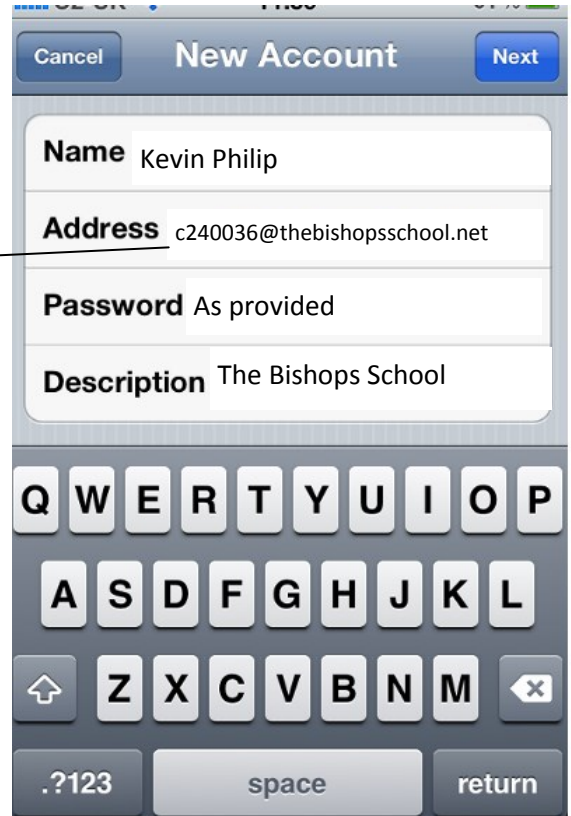 Cancel New Account Next
Name Kevin Philip
Address c240036@thebishopsschool.net
Password As provided
Description The Bishops School
Q W E R T Y U I O P
A S D F G H J K L
Z X C V B N M
.?123 space return